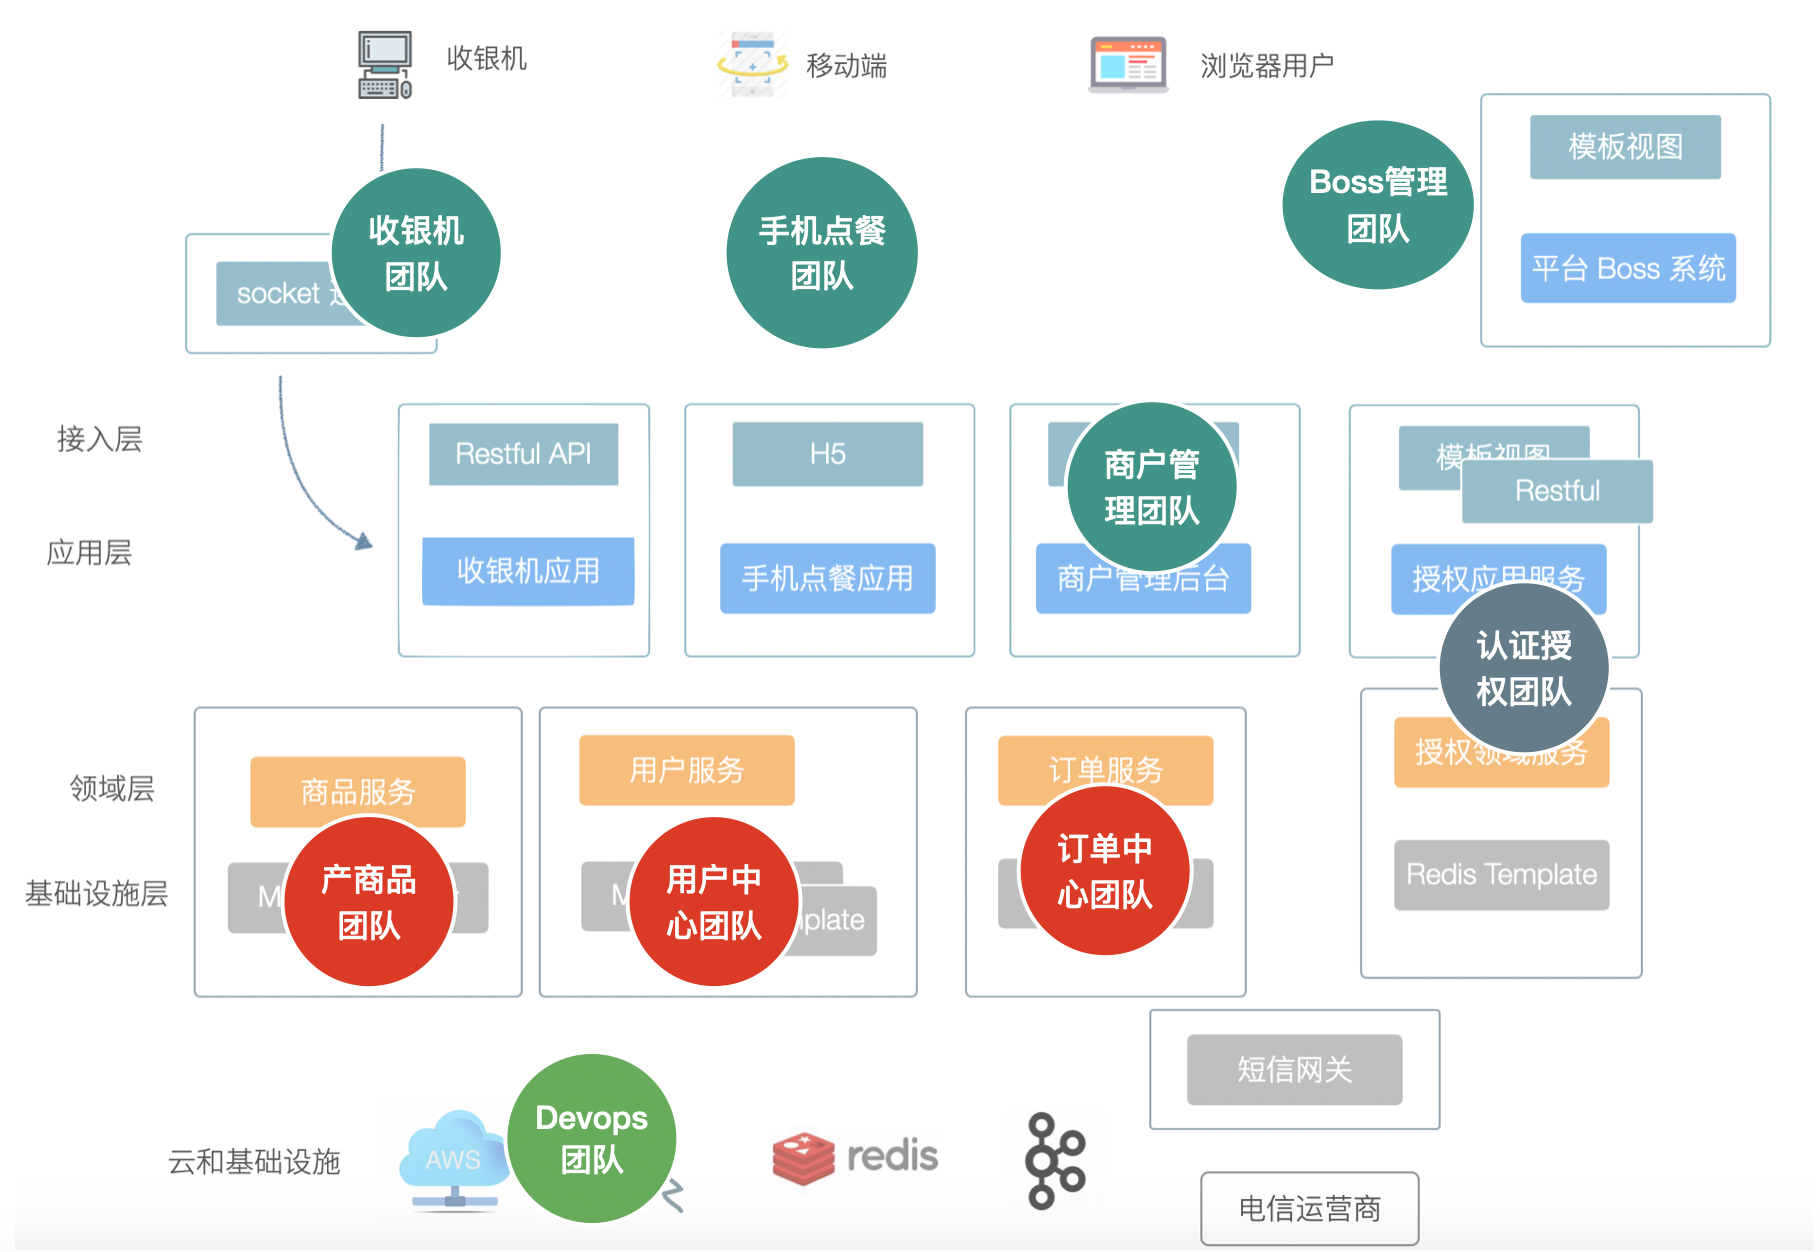 收银机
移动端
浏览器用户
模板视图
Boss管理
团队
平台 Boss 系统
收银机
团队
手机点餐
团队
socket
接入层
Restful API
H5
商户管
理团队
模板视图
Restful
应用层
收银机应用
手机点餐应用
商户管理后台
授权应用服务
认证授
权团队
领域层
商品服务
用户服务
订单服务
授权领域服务
基础设施层
产商品
团队
用户中
心团队
订单中
心团队
Redis Template
短信网关
云和基础设施
AWS
Devops
团队
redis
电信运营商